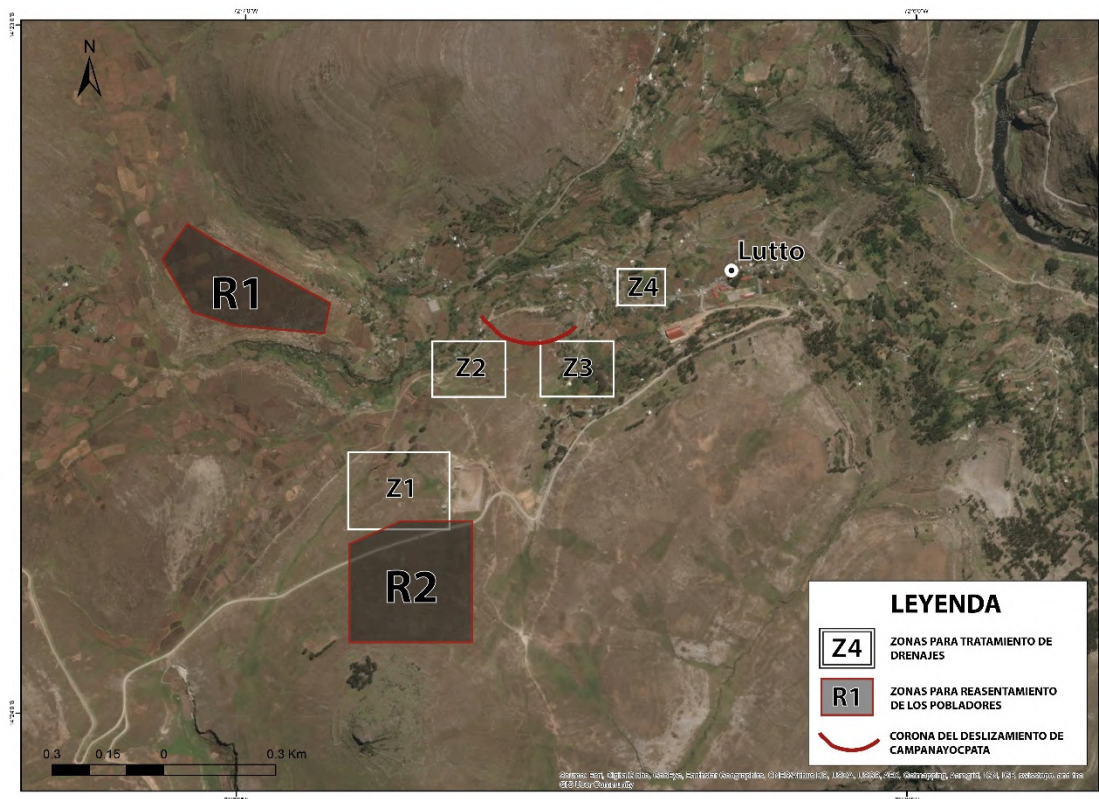 N
Lutto
R1
Z4
Z2
Z3
Z1
R2
LEYENDA
Z4
ZONAS PARA TRATAMIENTO DE
DRENAJES
R1
ZONAS PARA REASENTAMIENTO
DE LOS POBLADORES
CORONA DEL DESLIZAMIENTO DE
CAMPANAYOCPATA
0.3 0.15 0 0.3 Km